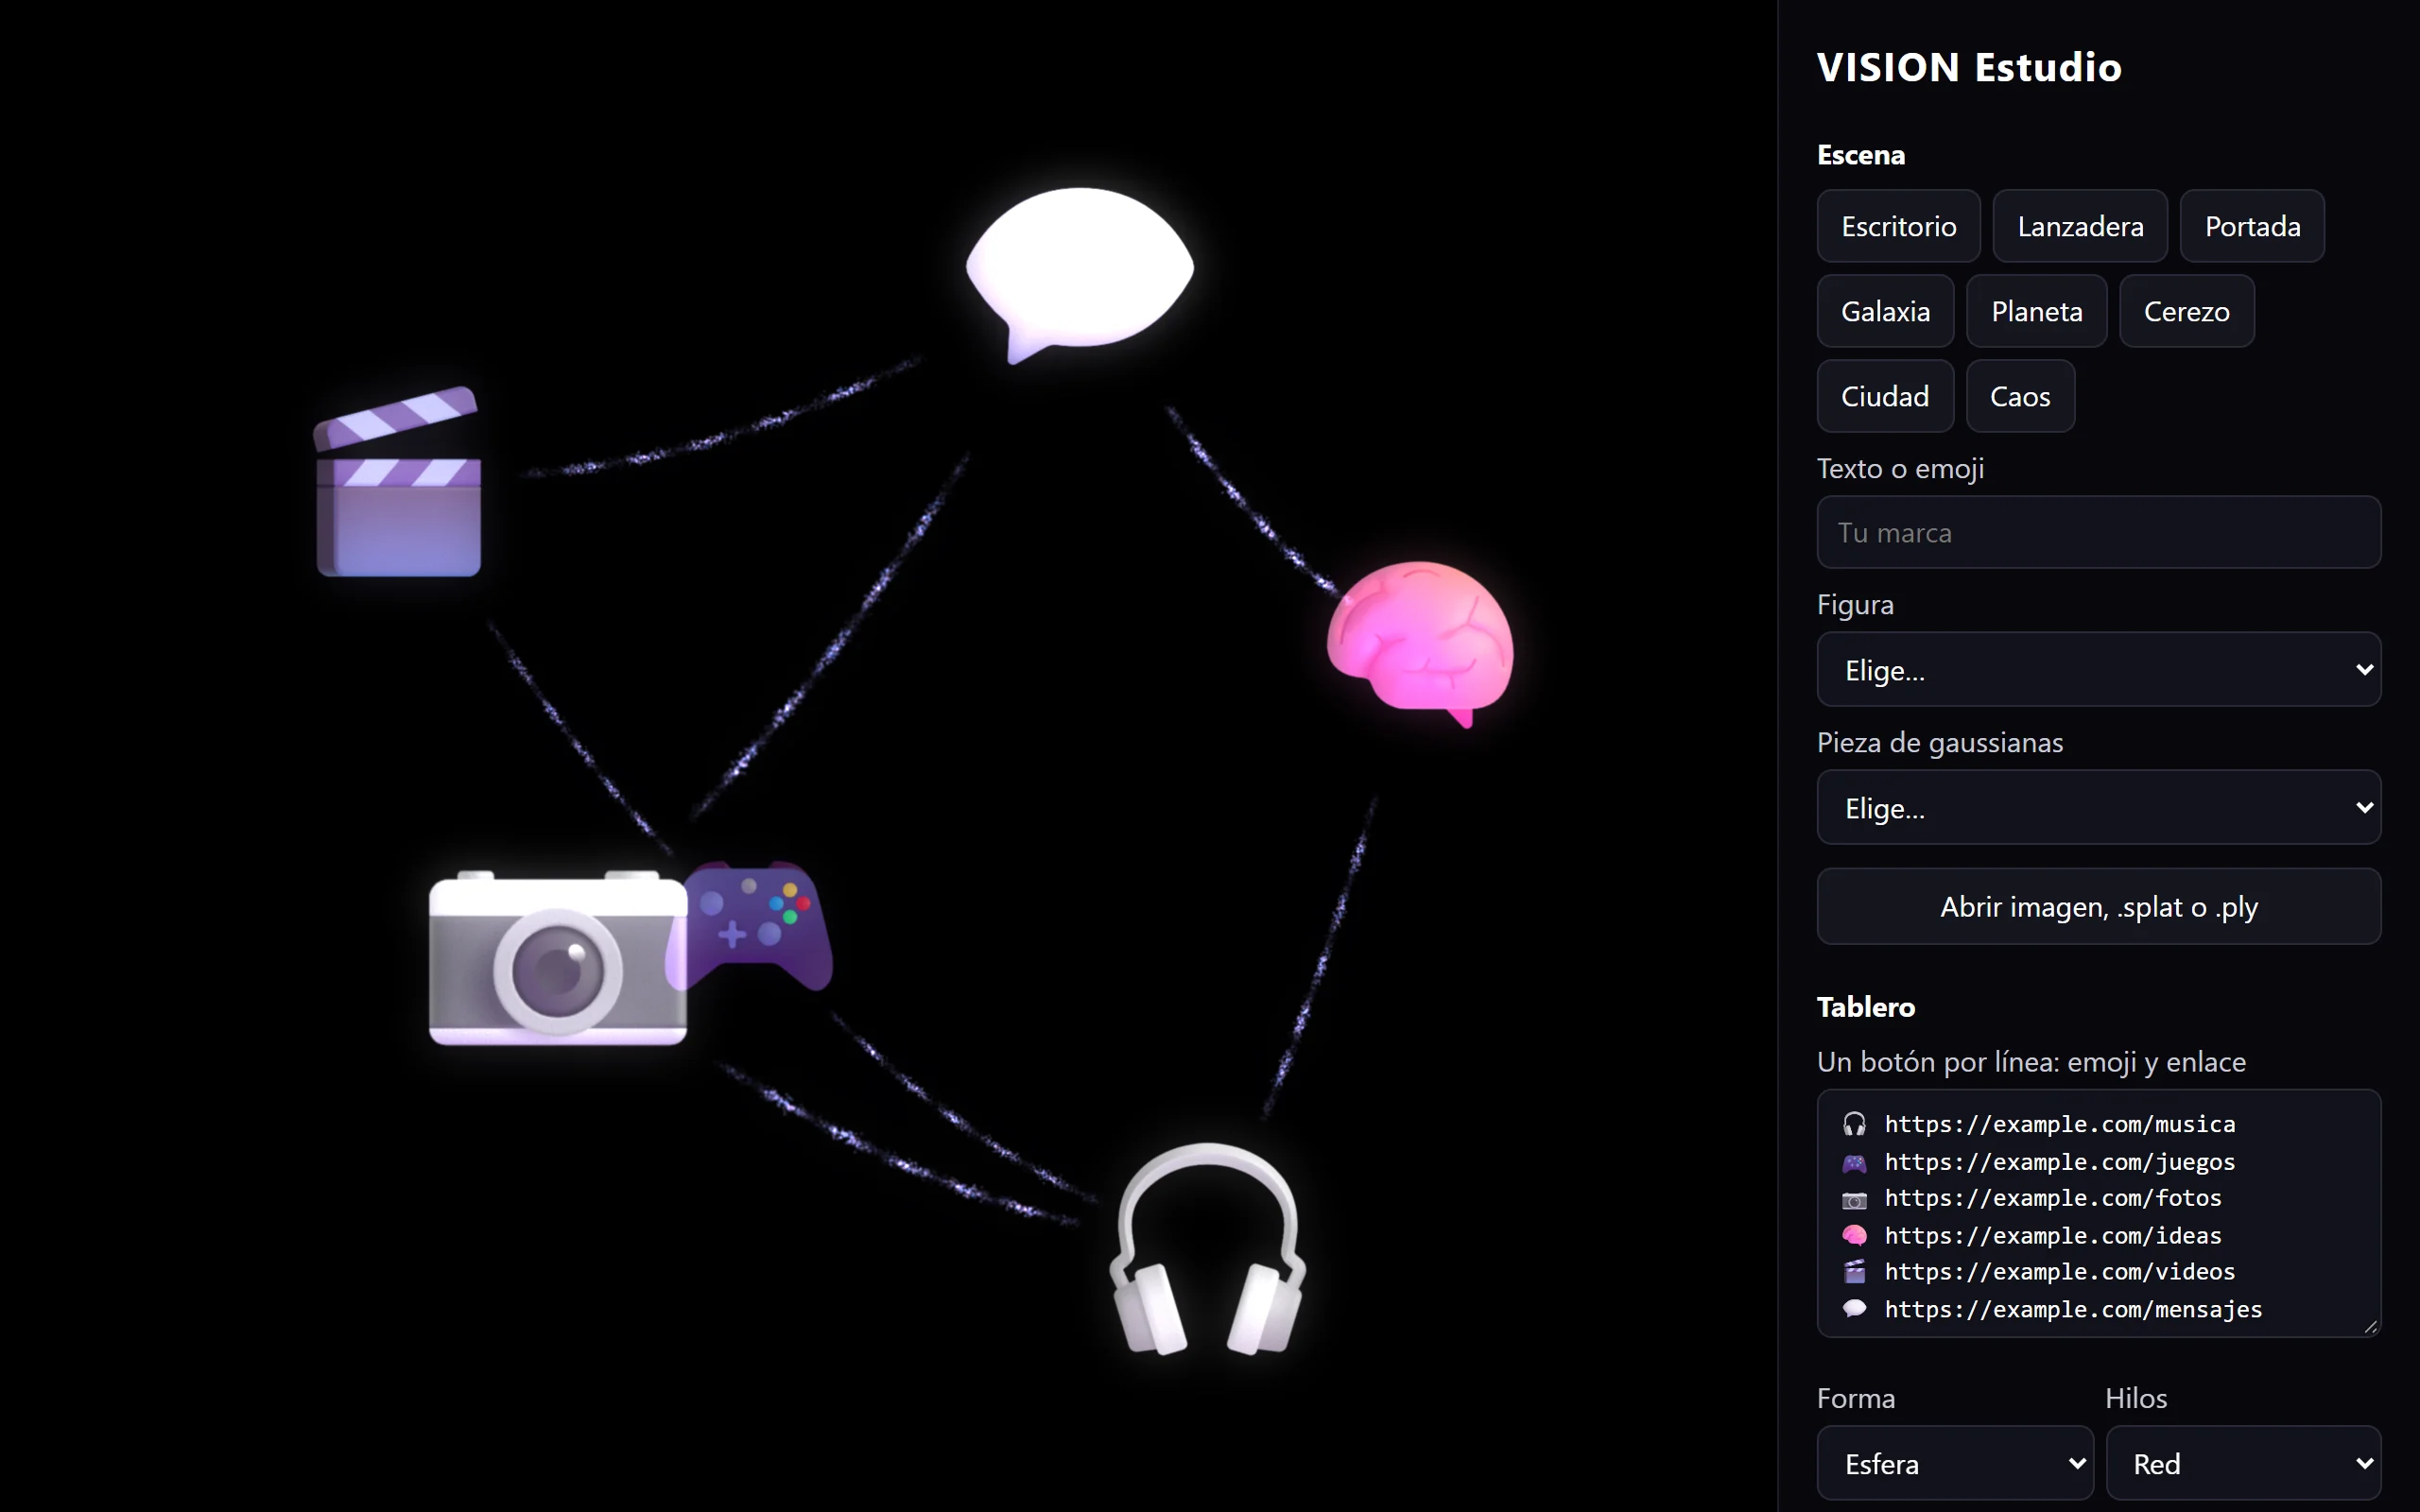 VISION Estudio
Escena
Escritorio Lanzadera Portada
Galaxia Planeta Cerezo
Ciudad Caos
Texto o emoji
Tu marca
Figura
Elige...
Pieza de gaussianas
Elige...
Abrir imagen, .splat o .ply
Tablero
Un botón por línea: emoji y enlace
🎧 https://example.com/musica
🎮 https://example.com/juegos
📷 https://example.com/fotos
🧠 https://example.com/ideas
🎬 https://example.com/videos
💬 https://example.com/mensajes
Forma Hilos
Esfera Red